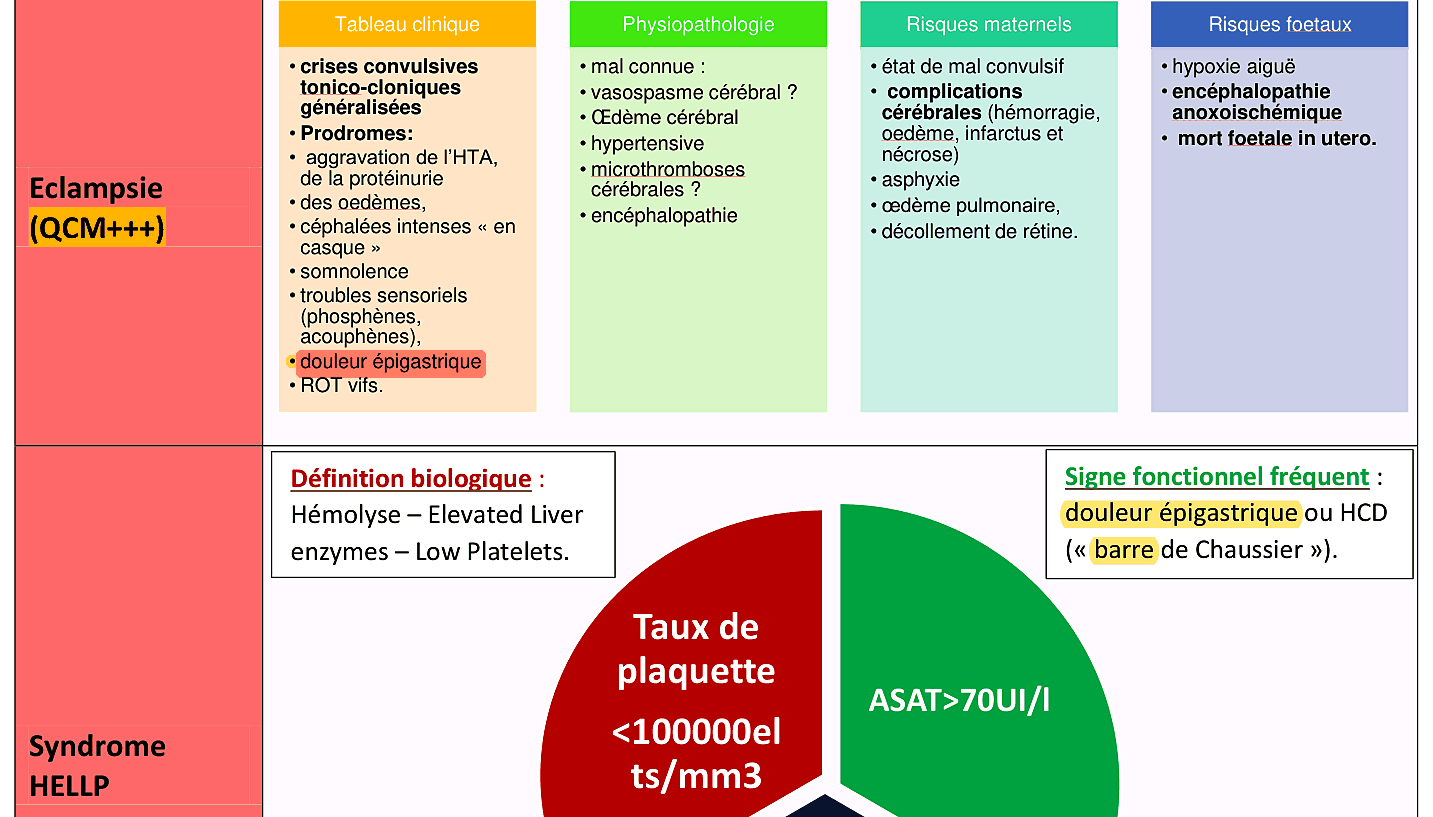 Eclampsie
(QCM+++)
Tableau clinique
• crises convulsives
tonico-cloniques
généralisées
• Prodromes:
• aggravation de l'HTA,
de la protéinurie
• des oedèmes,
• céphalées intenses « en
casque »
• somnolence
• troubles sensoriels
(phosphènes,
acouphènes),
• douleur épigastrique
• ROT vifs.
Physiopathologie
• mal connue :
• vasospasme cérébral ?
• Œdème cérébral
• hypertensive
• microthromboses
cérébrales ?
• encéphalopathie
Risques maternels
• état de mal convulsif
• complications
cérébrales (hémorragie,
oedème, infarctus et
nécrose)
• asphyxie
• œdème pulmonaire,
• décollement de rétine.
Risques foetaux
• hypoxie aiguë
• encéphalopathie
anoxoischémique
• mort foetale in utero.
Syndrome
HELLP
Définition biologique :
Hémolyse – Elevated Liver
enzymes – Low Platelets.
Signe fonctionnel fréquent :
douleur épigastrique ou HCD
(« barre de Chaussier »).
Taux de
plaquette
<100000el
ts/mm3
ASAT>70UI/l